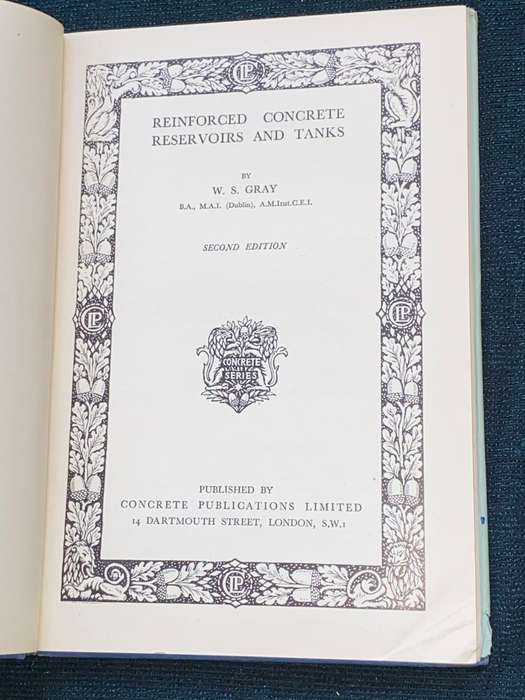 REINFORCED CONCRETE
RESERVOIRS AND TANKS
BY
W. S. GRAY
B.A., M.A.I. (Dublin), A.M.Inst.C.E.I.
SECOND EDITION
CONCRETE
SERIES
PUBLISHED BY
CONCRETE PUBLICATIONS LIMITED
14 DARTMOUTH STREET, LONDON, S.W.1